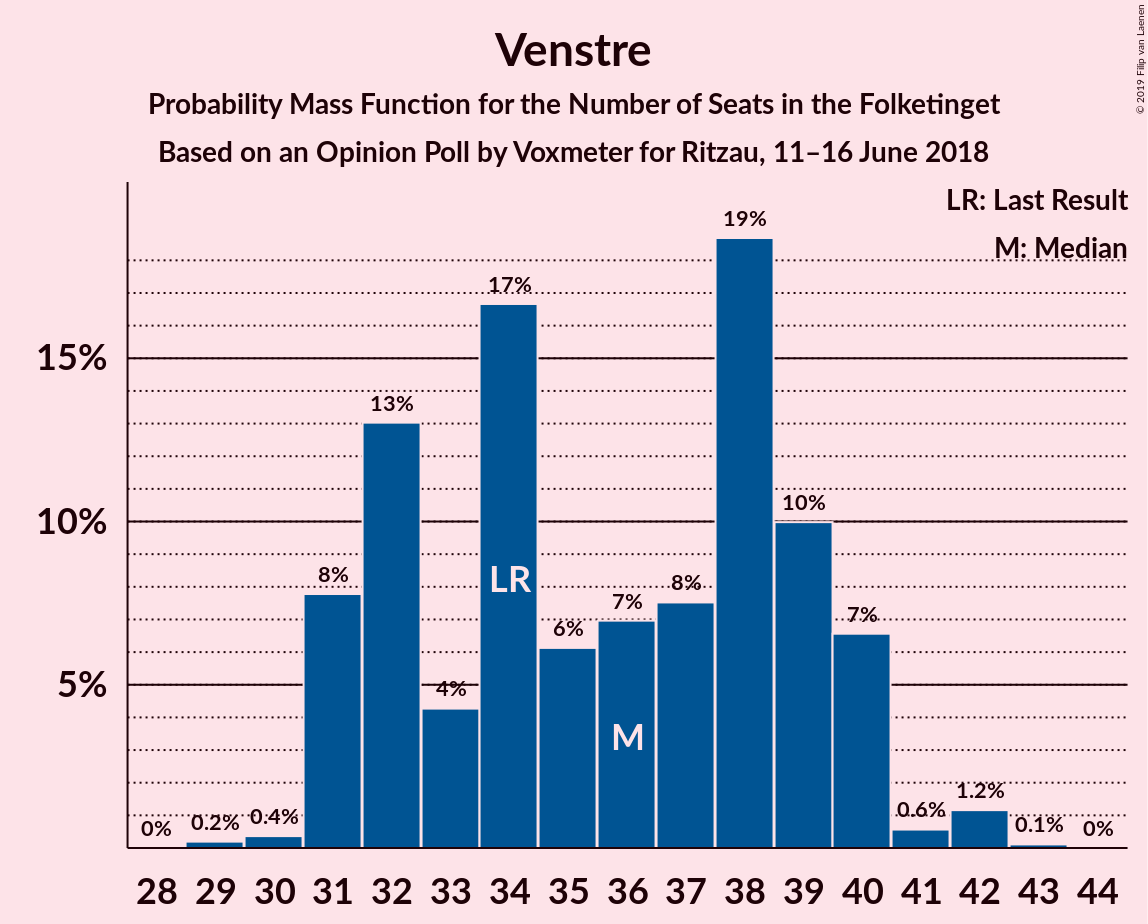 Venstre
Probability Mass Function for the Number of Seats in the Folketinget
Based on an Opinion Poll by Voxmeter for Ritzau, 11–16 June 2018
© 2019 Filip van Laenen
LR: Last Result
M: Median
15%
10%
5%
0%
0.2%
0.4%
8%
13%
4%
17%
6%
7%
8%
19%
10%
7%
0.6%
1.2%
0.1%
0%
LR
M
28 29 30 31 32 33 34 35 36 37 38 39 40 41 42 43 44